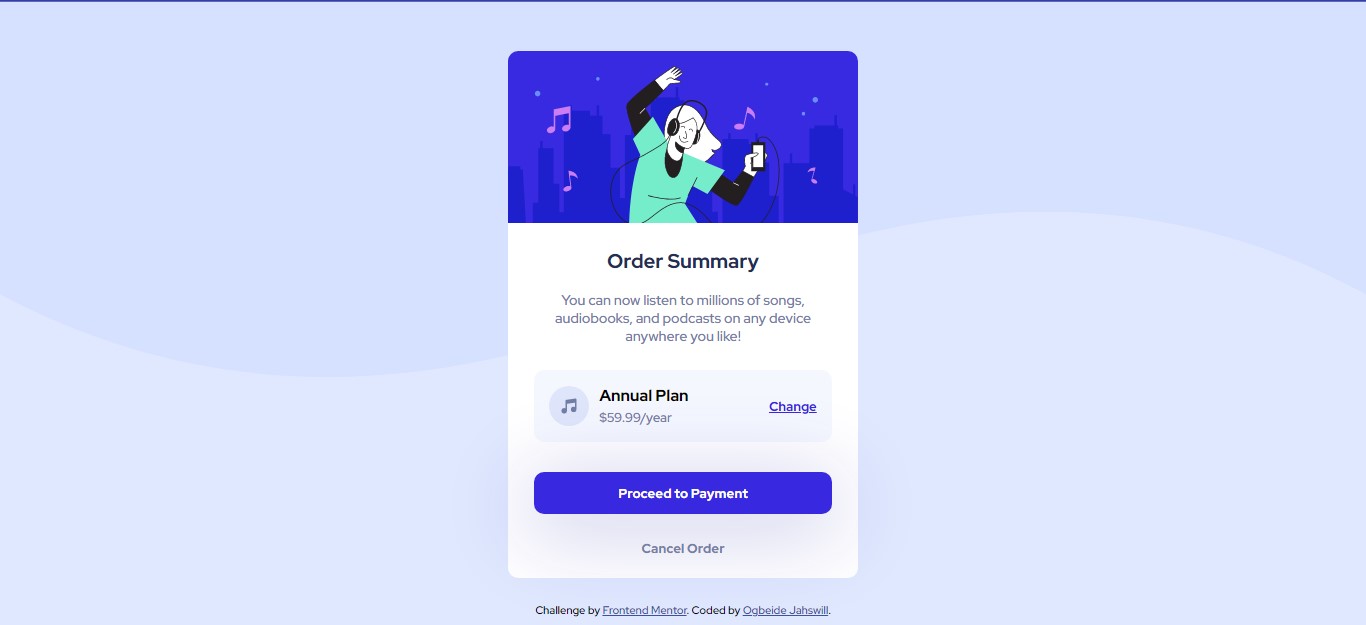 Order Summary
You can now listen to millions of songs,
audiobooks, and podcasts on any device
anywhere you like!
Annual Plan
$59.99/year
Change
Proceed to Payment
Cancel Order
Challenge by Frontend Mentor. Coded by Ogbeide Jahswill.